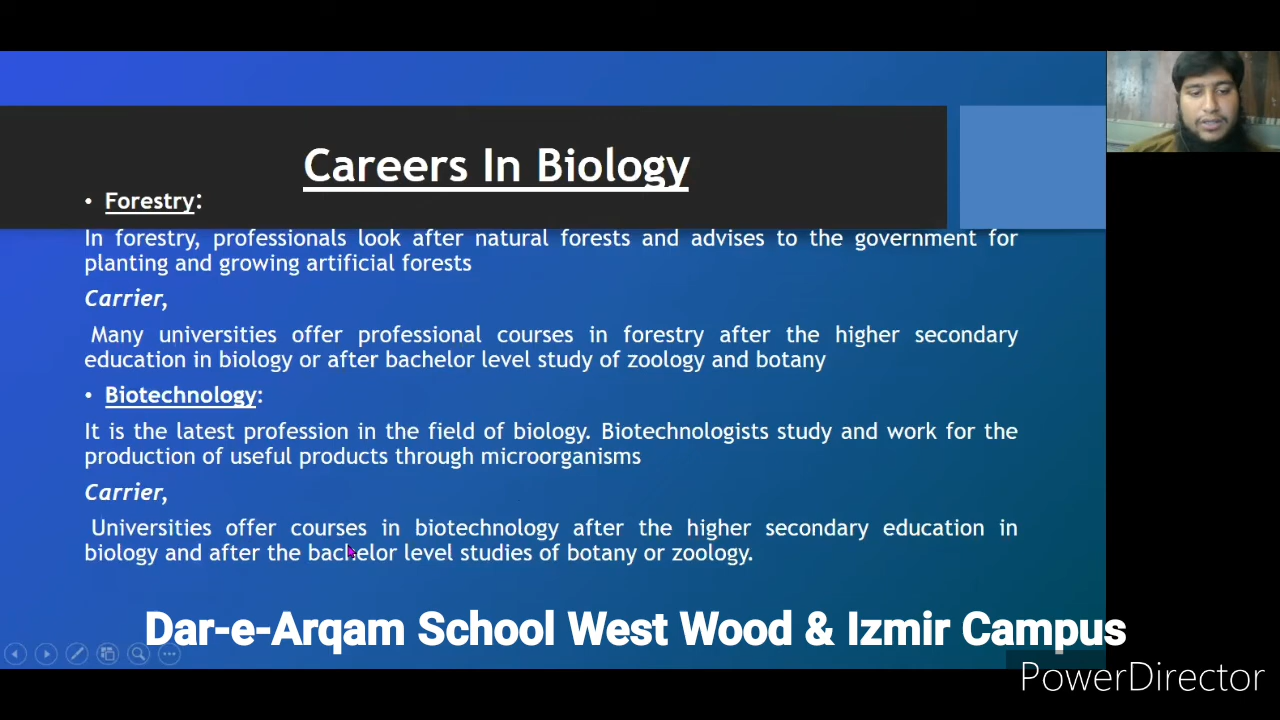 Careers In Biology
• Forestry:
In forestry, professionals look after natural forests and advises to the government for
planting and growing artificial forests
Carrier,
Many universities offer professional courses in forestry after the higher secondary
education in biology or after bachelor level study of zoology and botany
• Biotechnology:
It is the latest profession in the field of biology. Biotechnologists study and work for the
production of useful products through microorganisms
Carrier,
Universities offer courses in biotechnology after the higher secondary education in
biology and after the bachelor level studies of botany or zoology.
Dar-e-Arqam School West Wood & Izmir Campus
PowerDirector